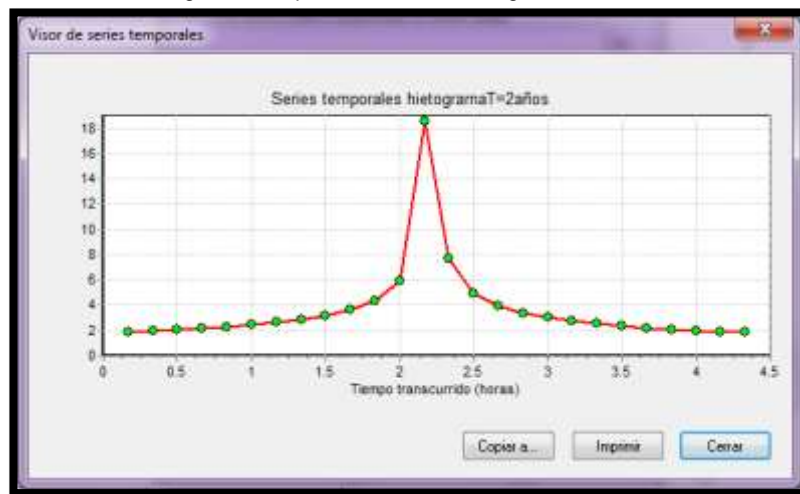 Visor de series temporales
Series temporales hietogramaT=2años
18
16
14
12
10
8
6
4
2
0
0 0.5 1 1.5 2 2.5 3 3.5 4 4.5
Tiempo transcurrido (horas)
Copiar a... Imprimir Cerrar